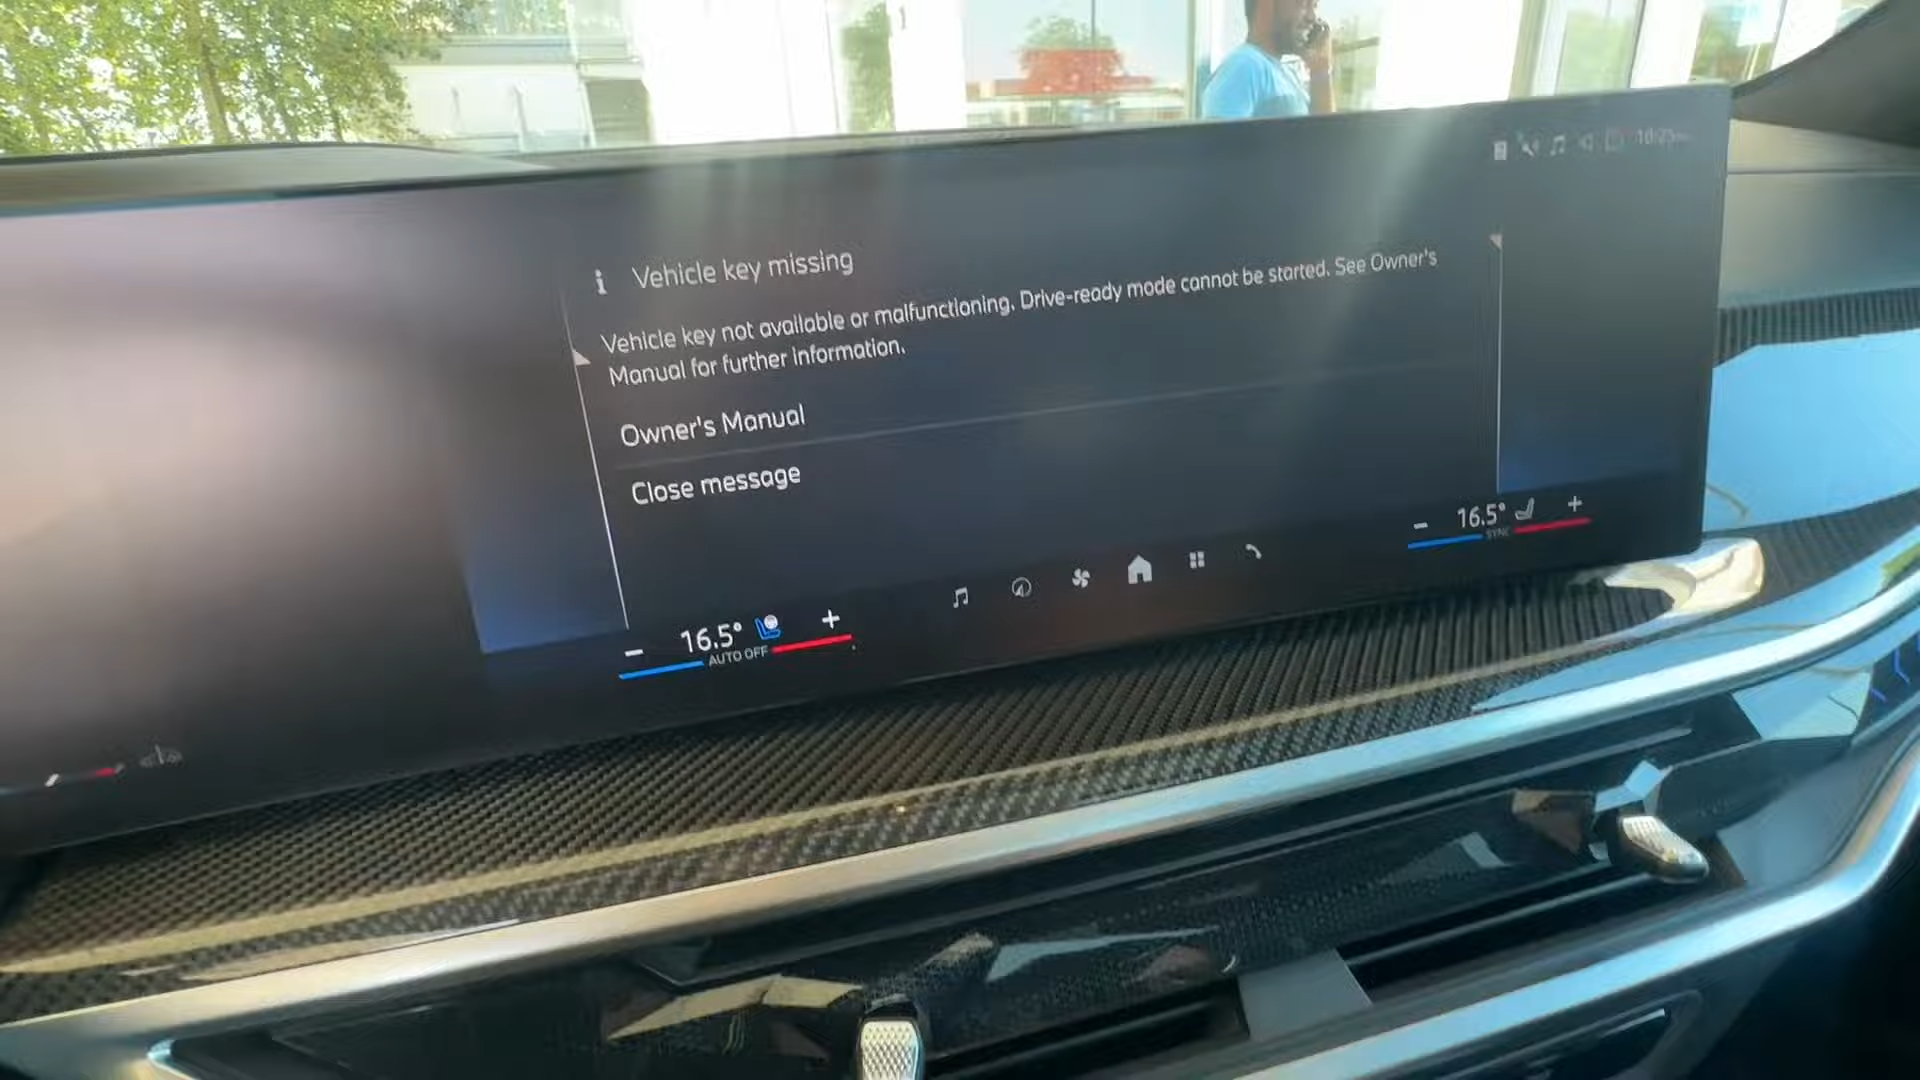 Vehicle key missing
Vehicle key not available or malfunctioning. Drive-ready mode cannot be started. See Owner's
Manual for further information.
Owner's Manual
Close message
− 16.5° +
AUTO OFF
− 16.5° +
SYNC